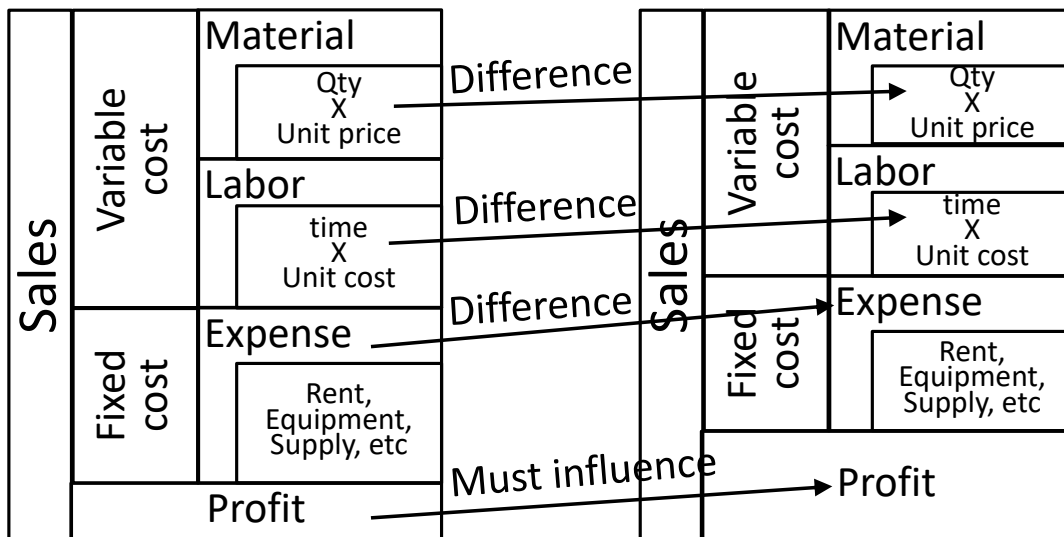 Sales
Variable
cost
Material
Qty
X
Unit price
Labor
time
X
Unit cost
Fixed
cost
Expense
Rent,
Equipment,
Supply, etc
Profit
Difference
Difference
Difference
Must influence
Sales
Variable
cost
Material
Qty
X
Unit price
Labor
time
X
Unit cost
Fixed
cost
Expense
Rent,
Equipment,
Supply, etc
Profit